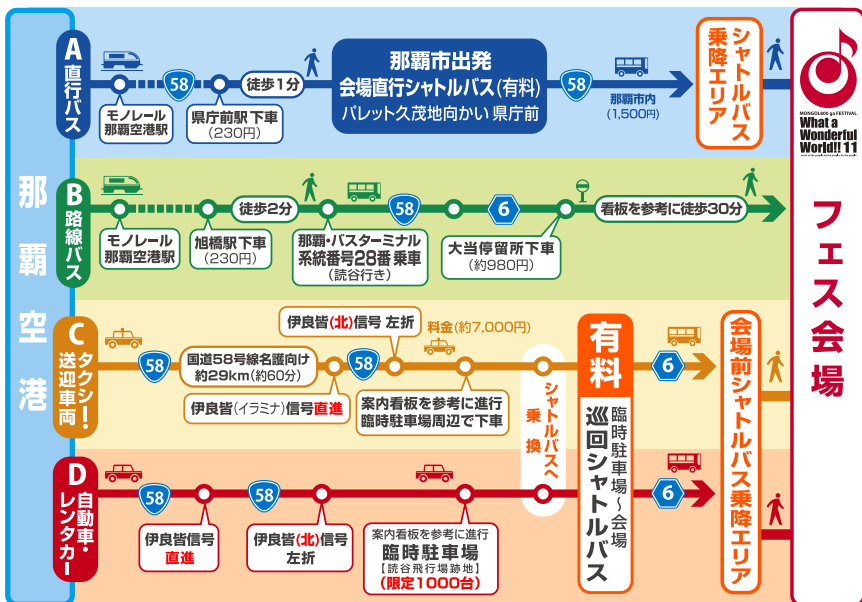 那覇空港
A
直行バス
モノレール
那覇空港駅
58
県庁前駅 下車
(230円)
徒歩1分
那覇市出発
会場直行シャトルバス(有料)
パレット久茂地向かい 県庁前
58
那覇市内
(1,500円)
シャトルバス
乗降エリア
B
路線バス
モノレール
那覇空港駅
旭橋駅下車
(230円)
徒歩2分
那覇・バスターミナル
系統番号28番 乗車
(読谷行き)
58
6
大当停留所下車
(約980円)
看板を参考に徒歩30分
C
タクシー・
送迎車両
58
国道58号線名護向け
約29km(約60分)
伊良皆(イラミナ)信号直進
58
伊良皆(北)信号 左折
料金(約7,000円)
案内看板を参考に進行
臨時駐車場周辺で下車
シャトルバスへ
乗換
有料
臨時駐車場~会場
巡回シャトルバス
6
会場前シャトルバス乗降エリア
D
自動車・
レンタカー
58
伊良皆信号
直進
58
伊良皆(北)信号
左折
案内看板を参考に進行
臨時駐車場
【読谷飛行場跡地】
(限定1000台)
6
MONGOL800 ga FESTIVAL
What a
Wonderful
World!! 11
フェス会場